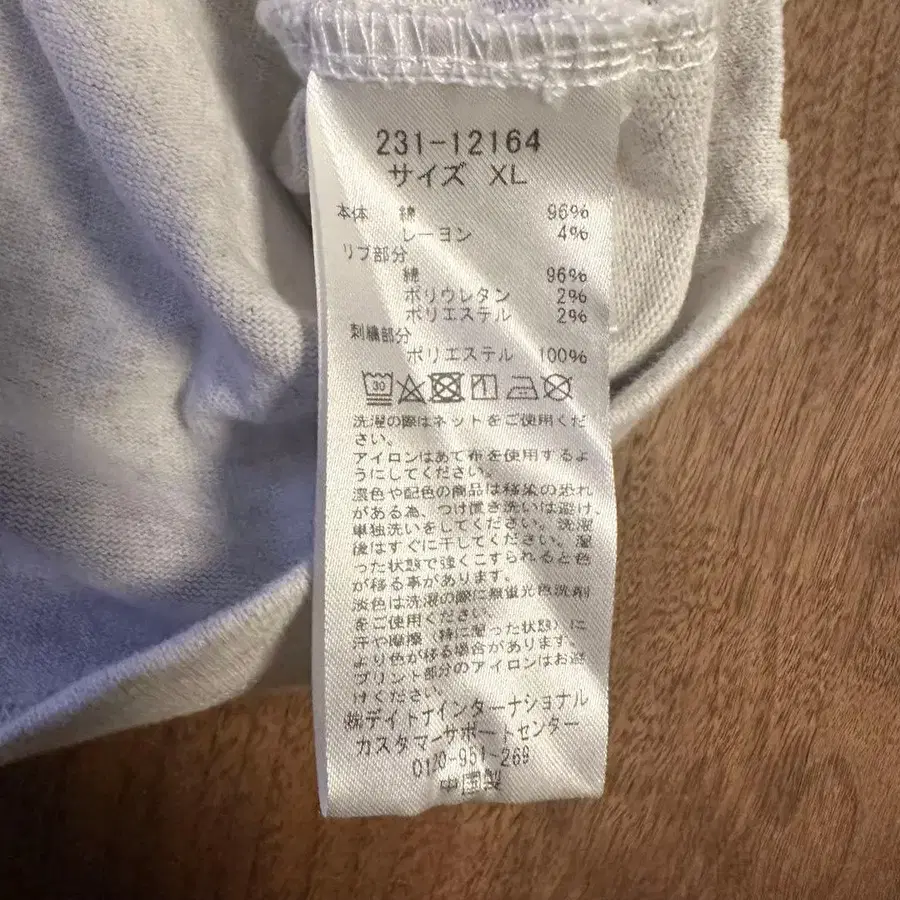 231-12164
サイズ XL
本体 綿 96%
レーヨン 4%
リブ部分
綿 96%
ポリウレタン 2%
ポリエステル 2%
刺繍部分
ポリエステル 100%
30
洗濯の際はネットをご使用くだ
さい。
アイロンはあて布を使用するよ
うにしてください。
濃色や配色の商品は移染の恐れ
がある為、つけ置き洗いは避け、
単独洗いをしてください。洗濯
後はすぐに干してください。湿
った状態で強くこすられると色
が移る事があります。
淡色は洗濯の際に無蛍光色洗剤
をご使用ください。
汗や摩擦（特に湿った状態）に
より色が移る場合があります。
プリント部分のアイロンはお避
けください。
㈱デイトナインターナショナル
カスタマーサポートセンター
0120-951-269
中国製